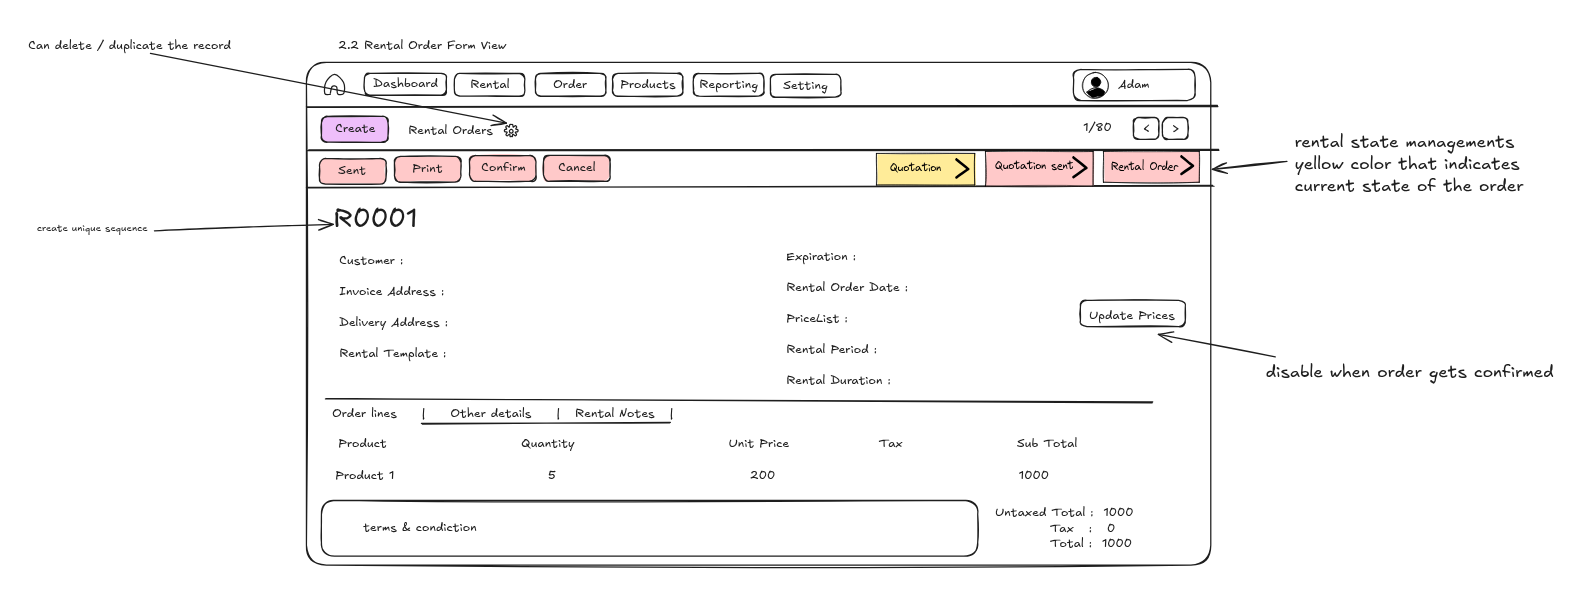 Can delete / duplicate the record
2.2 Rental Order Form View
Dashboard
Rental
Order
Products
Reporting
Setting
Adam
Create
Rental Orders
1/80
<
>
Sent
Print
Confirm
Cancel
Quotation
Quotation sent
Rental Order
rental state managements
yellow color that indicates
current state of the order
create unique sequence
R0001
Customer :
Invoice Address :
Delivery Address :
Rental Template :
Expiration :
Rental Order Date :
PriceList :
Rental Period :
Rental Duration :
Update Prices
disable when order gets confirmed
Order lines | Other details | Rental Notes |
Product Quantity Unit Price Tax Sub Total
Product 1 5 200 1000
terms & condiction
Untaxed Total : 1000
Tax : 0
Total : 1000